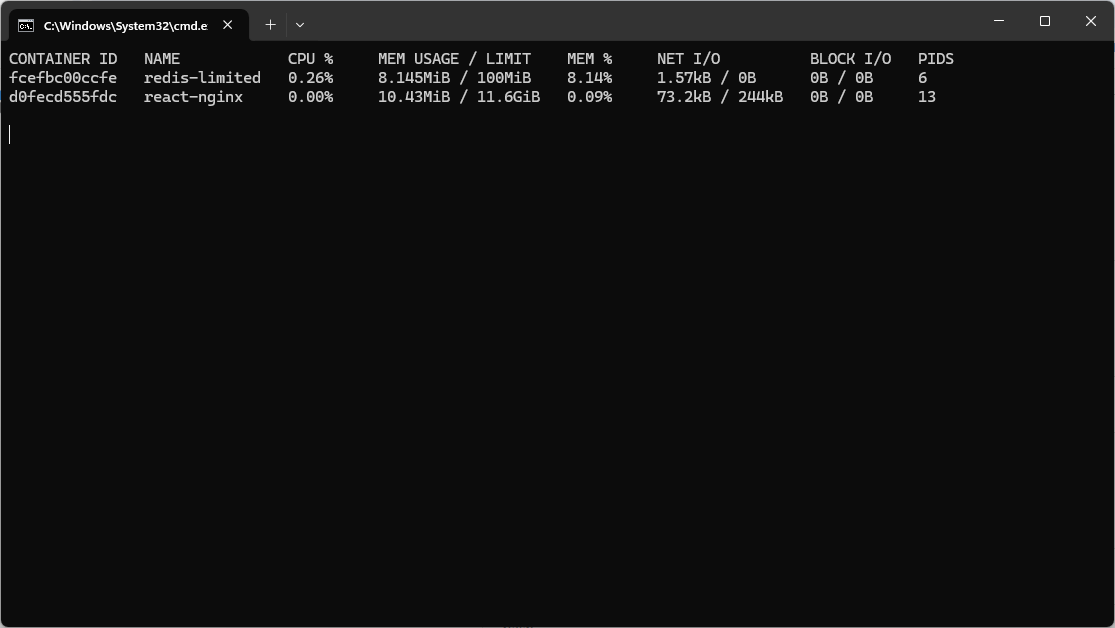 C:\Windows\System32\cmd.e
CONTAINER ID   NAME            CPU %     MEM USAGE / LIMIT    MEM %     NET I/O          BLOCK I/O   PIDS
fcefbc00ccfe   redis-limited   0.26%     8.145MiB / 100MiB    8.14%     1.57kB / 0B      0B / 0B     6
d0fecd555fdc   react-nginx     0.00%     10.43MiB / 11.6GiB   0.09%     73.2kB / 244kB   0B / 0B     13